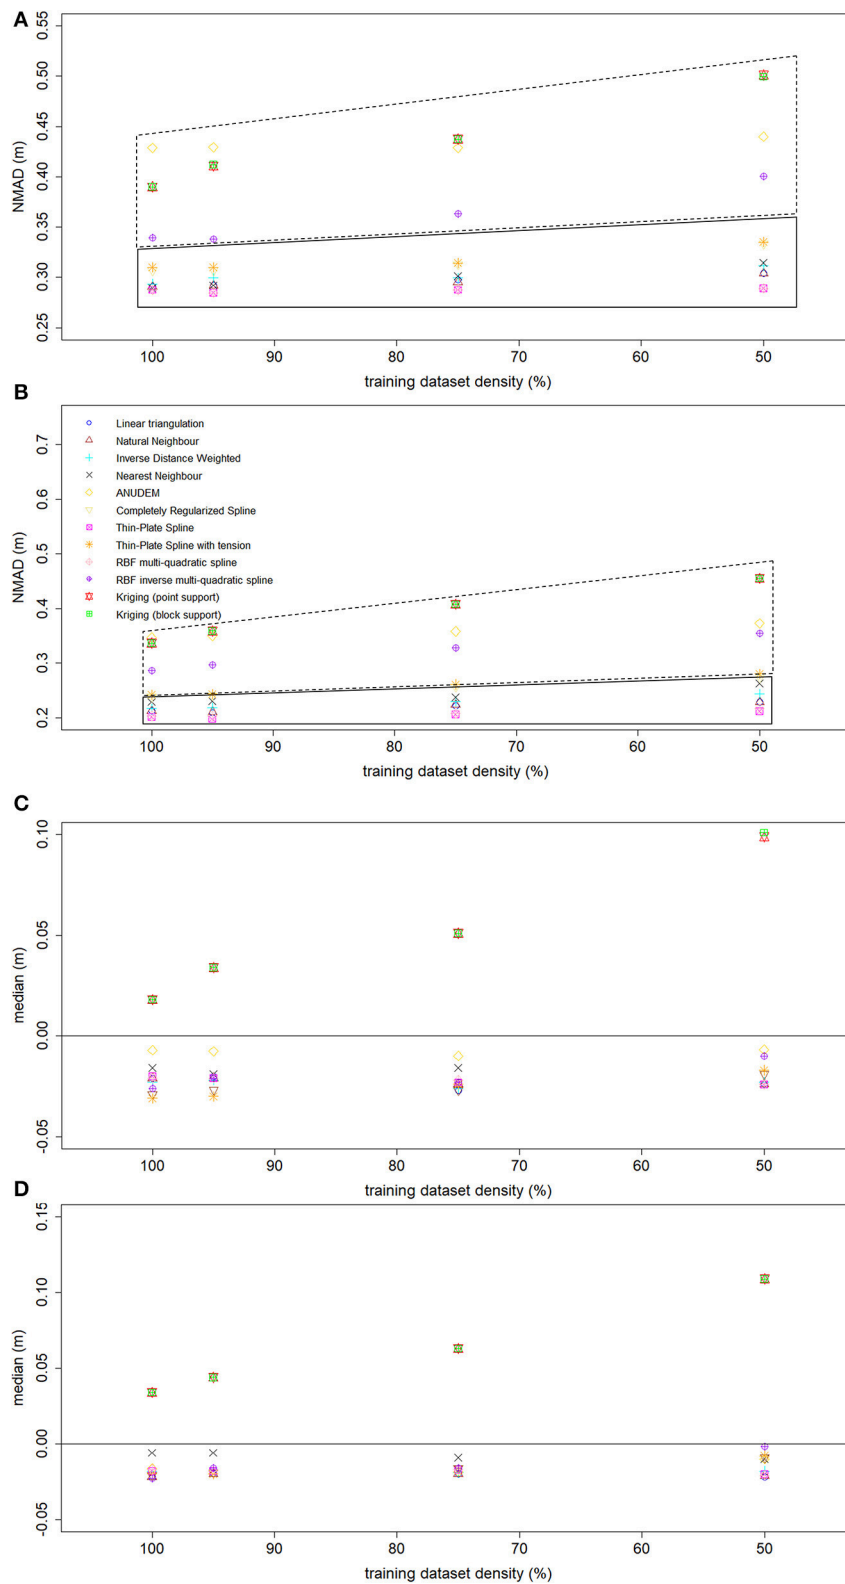 A
0.55
0.50
0.45
0.40
0.35
0.30
0.25
NMAD (m)
100 90 80 70 60 50
training dataset density (%)
B
0.7
0.6
0.5
0.4
0.3
0.2
NMAD (m)
Linear triangulation
Natural Neighbour
Inverse Distance Weighted
Nearest Neighbour
ANUDEM
Completely Regularized Spline
Thin-Plate Spline
Thin-Plate Spline with tension
RBF multi-quadratic spline
RBF inverse multi-quadratic spline
Kriging (point support)
Kriging (block support)
100 90 80 70 60 50
training dataset density (%)
C
0.10
0.05
0.00
-0.05
median (m)
100 90 80 70 60 50
training dataset density (%)
D
0.15
0.10
0.05
0.00
-0.05
median (m)
100 90 80 70 60 50
training dataset density (%)